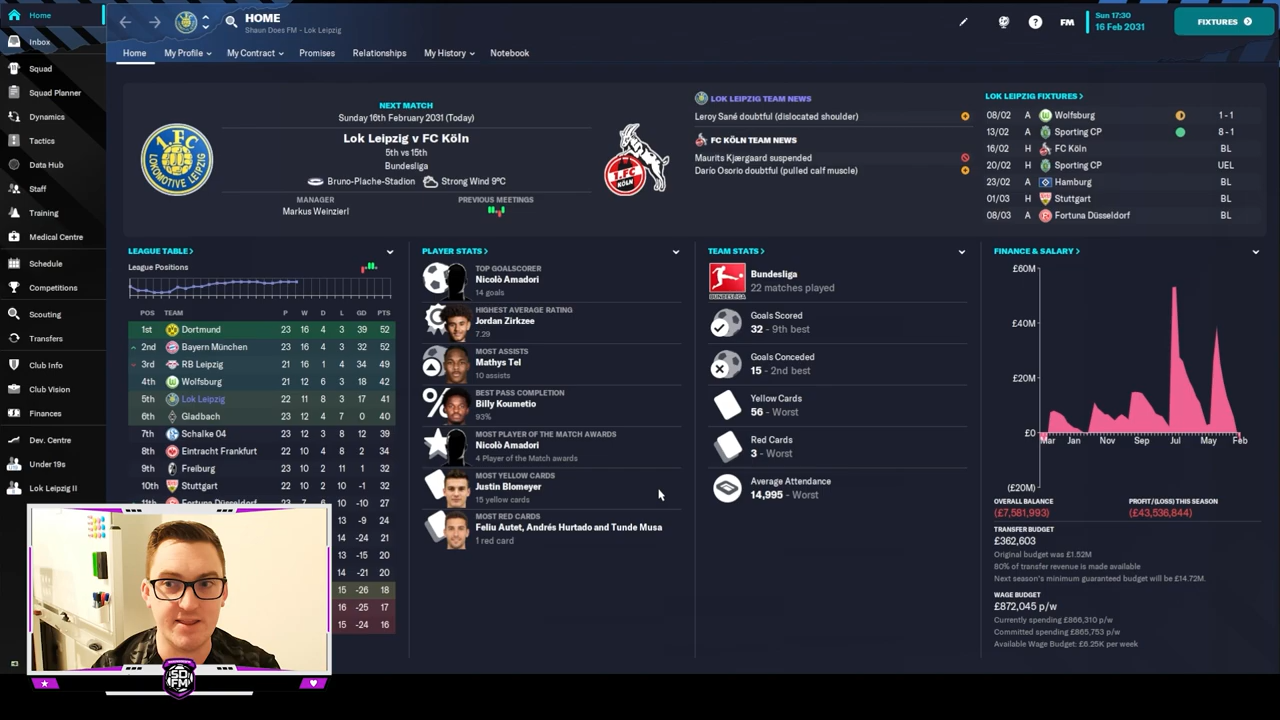 Home
Inbox
Squad
Squad Planner
Dynamics
Tactics
Data Hub
Staff
Training
Medical Centre
Schedule
Competitions
Scouting
Transfers
Club Info
Club Vision
Finances
Dev. Centre
Under 19s
Lok Leipzig II
HOME
Shaun Does FM - Lok Leipzig
FM
Sun 17:30
16 Feb 2031
FIXTURES
Home My Profile My Contract Promises Relationships My History Notebook
NEXT MATCH
Sunday 16th February 2031 (Today)
Lok Leipzig v FC Köln
5th vs 15th
Bundesliga
Bruno-Plache-Stadion Strong Wind 9ºC
MANAGER
Markus Weinzierl
PREVIOUS MEETINGS
LOK LEIPZIG TEAM NEWS
Leroy Sané doubtful (dislocated shoulder)
FC KÖLN TEAM NEWS
Maurits Kjærgaard suspended
Darío Osorio doubtful (pulled calf muscle)
LOK LEIPZIG FIXTURES >
08/02 A Wolfsburg 1 - 1
13/02 A Sporting CP 8 - 1
16/02 H FC Köln BL
20/02 H Sporting CP UEL
23/02 A Hamburg BL
01/03 H Stuttgart BL
08/03 A Fortuna Düsseldorf BL
LEAGUE TABLE >
League Positions
POS TEAM P W D L GD PTS
1st Dortmund 23 16 4 3 39 52
2nd Bayern München 23 16 4 3 32 52
3rd RB Leipzig 21 16 1 4 34 49
4th Wolfsburg 21 12 6 3 18 42
5th Lok Leipzig 22 11 8 3 17 41
6th Gladbach 23 12 4 7 0 40
7th Schalke 04 23 12 3 8 12 39
8th Eintracht Frankfurt 22 10 4 8 2 34
9th Freiburg 23 10 2 11 1 32
10th Stuttgart 22 10 2 10 -1 32
11th Fortuna Düsseldorf 23 7 6 10 -10 27
13 -9 24
14 -24 21
13 -15 20
14 -21 20
15 -26 18
16 -25 17
15 -24 16
PLAYER STATS >
TOP GOALSCORER
Nicolò Amadori
14 goals
HIGHEST AVERAGE RATING
Jordan Zirkzee
7.29
MOST ASSISTS
Mathys Tel
10 assists
BEST PASS COMPLETION
Billy Koumetio
93%
MOST PLAYER OF THE MATCH AWARDS
Nicolò Amadori
4 Player of the Match awards
MOST YELLOW CARDS
Justin Blomeyer
15 yellow cards
MOST RED CARDS
Feliu Autet, Andrés Hurtado and Tunde Musa
1 red card
TEAM STATS >
BUNDESLIGA
Bundesliga
22 matches played
Goals Scored
32 - 9th best
Goals Conceded
15 - 2nd best
Yellow Cards
56 - Worst
Red Cards
3 - Worst
Average Attendance
14,995 - Worst
FINANCE & SALARY >
£60M
£40M
£20M
£0
(£20M)
Mar Jan Nov Sep Jul May Feb
OVERALL BALANCE
(£7,581,993)
PROFIT/(LOSS) THIS SEASON
(£43,536,844)
TRANSFER BUDGET
£362,603
Original budget was £1.52M
80% of transfer revenue is made available
Next season's minimum guaranteed budget will be £14.72M.
WAGE BUDGET
£872,045 p/w
Currently spending £866,310 p/w
Committed spending £865,753 p/w
Available Wage Budget: £6.25K per week
SD
FM